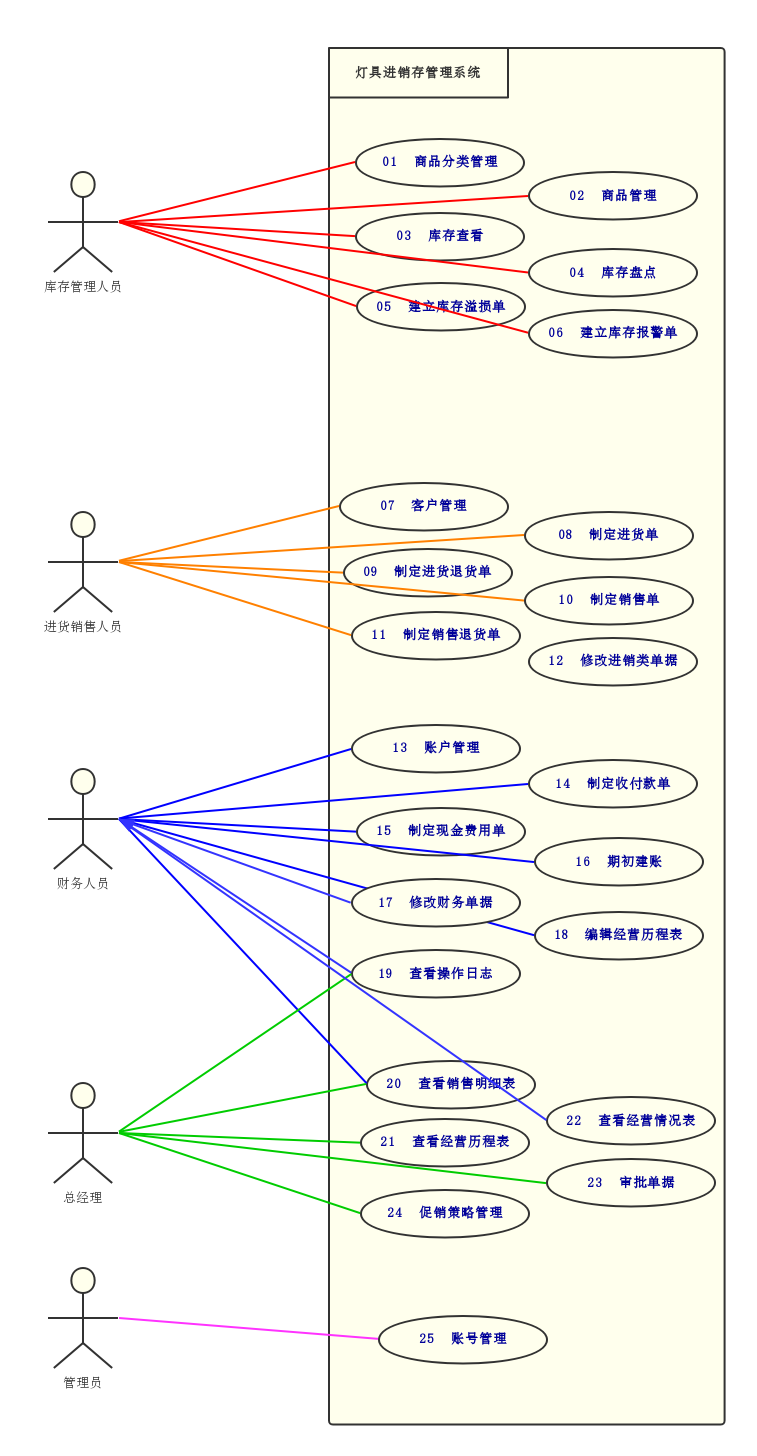 灯具进销存管理系统
01 商品分类管理
02 商品管理
03 库存查看
04 库存盘点
库存管理人员
05 建立库存溢损单
06 建立库存报警单
07 客户管理
08 制定进货单
09 制定进货退货单
10 制定销售单
进货销售人员
11 制定销售退货单
12 修改进销类单据
13 账户管理
14 制定收付款单
15 制定现金费用单
16 期初建账
财务人员
17 修改财务单据
18 编辑经营历程表
19 查看操作日志
20 查看销售明细表
22 查看经营情况表
21 查看经营历程表
23 审批单据
总经理
24 促销策略管理
25 账号管理
管理员